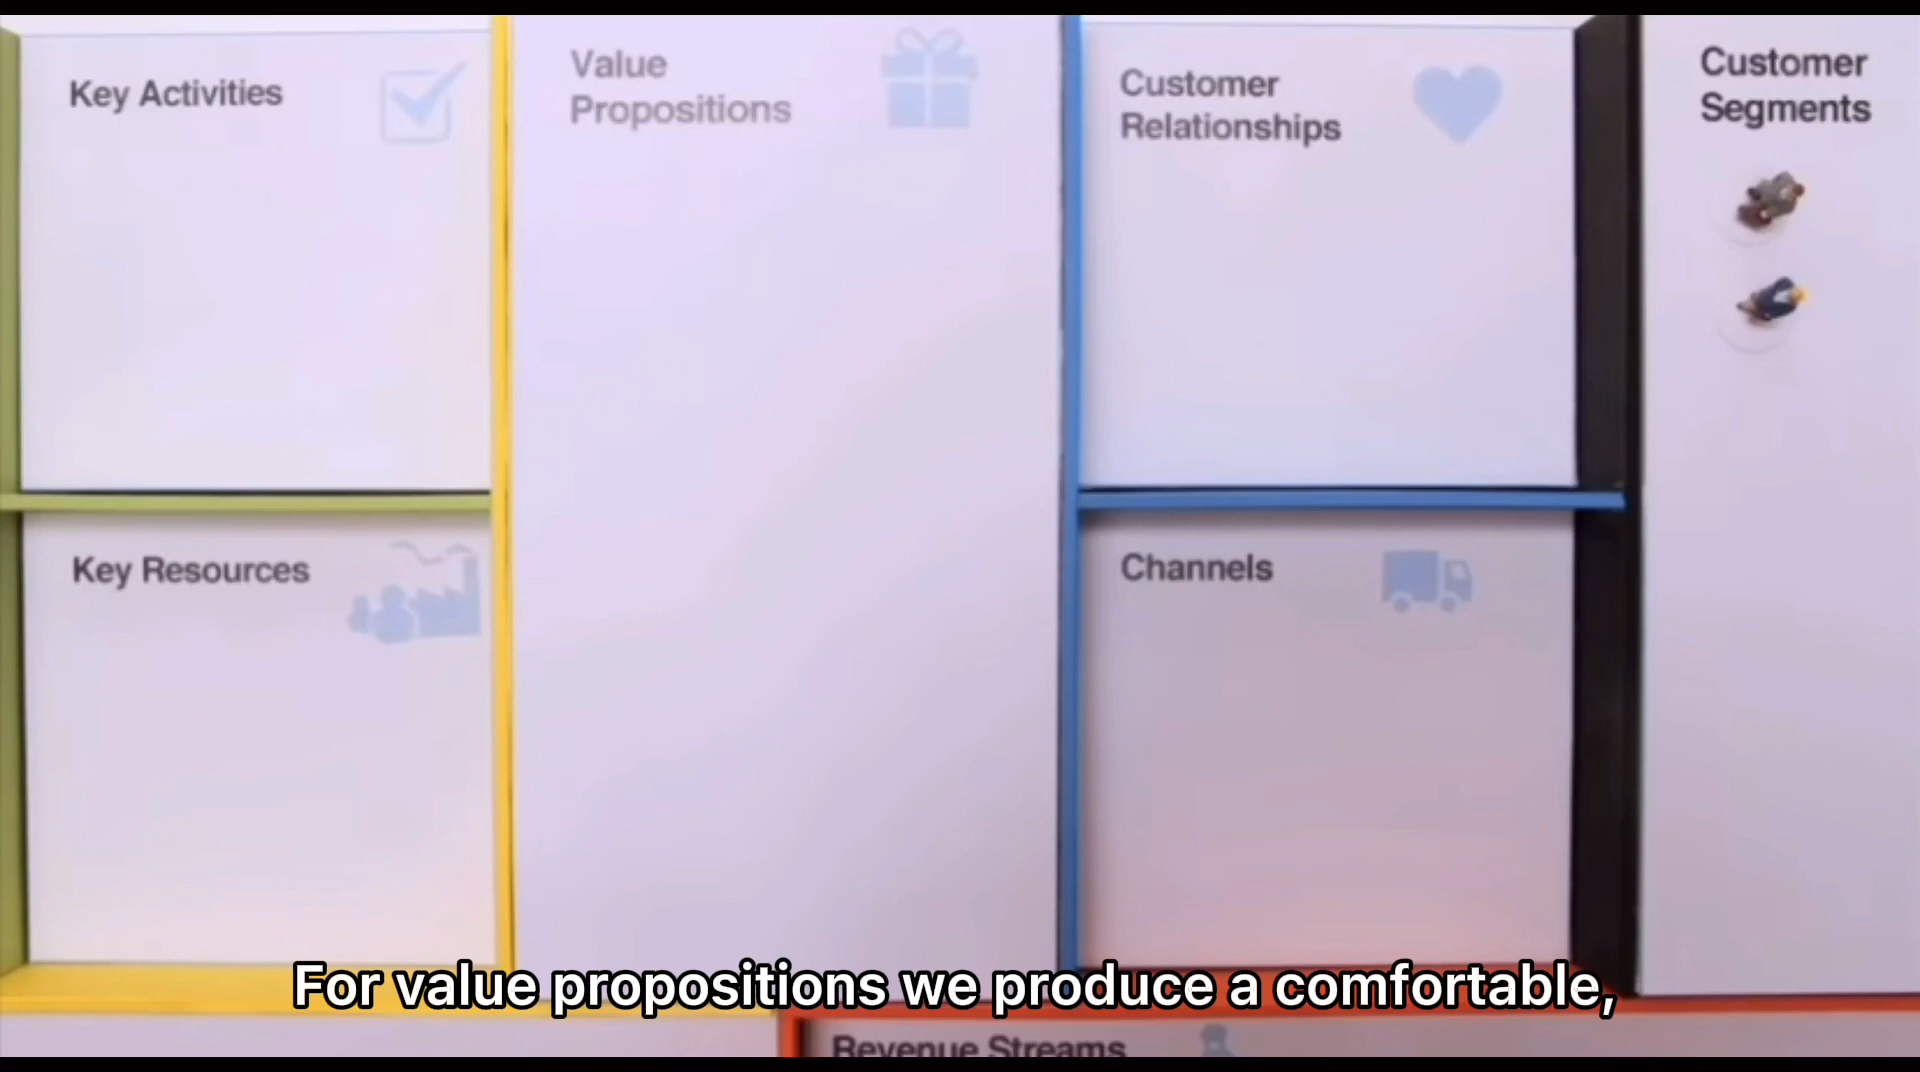 Key Activities
Value
Propositions
Customer
Relationships
Customer
Segments
Key Resources
Channels
For value propositions we produce a comfortable,
Revenue Streams